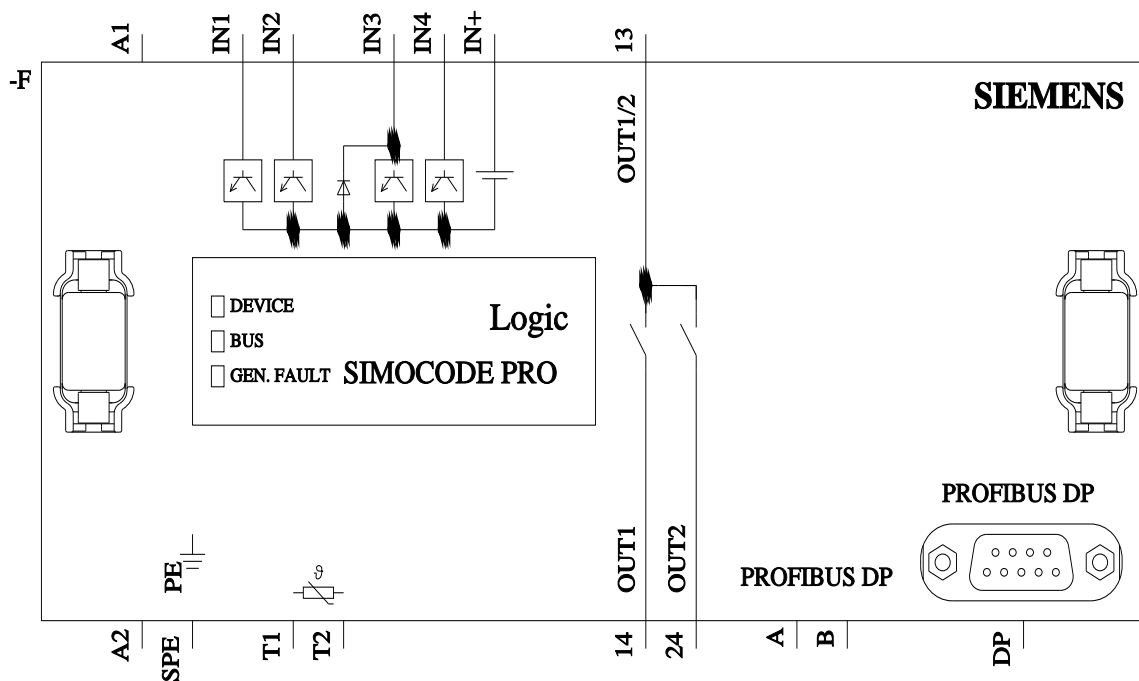 A1
IN1
IN2
IN3
IN4
IN+
13
-F
SIEMENS
OUT1/2
DEVICE
BUS
GEN. FAULT
Logic
SIMOCODE PRO
PROFIBUS DP
PE
ϑ
OUT1
OUT2
PROFIBUS DP
A2
SPE
T1
T2
14
24
A
B
DP